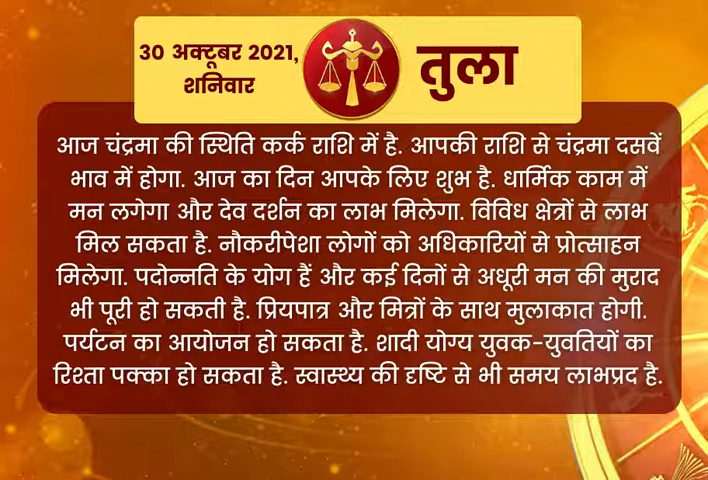 30 अक्टूबर 2021,
शनिवार
तुला
आज चंद्रमा की स्थिति कर्क राशि में है. आपकी राशि से चंद्रमा दसवें
भाव में होगा. आज का दिन आपके लिए शुभ है. धार्मिक काम में
मन लगेगा और देव दर्शन का लाभ मिलेगा. विविध क्षेत्रों से लाभ
मिल सकता है. नौकरीपेशा लोगों को अधिकारियों से प्रोत्साहन
मिलेगा. पदोन्नति के योग हैं और कई दिनों से अधूरी मन की मुराद
भी पूरी हो सकती है. प्रियपात्र और मित्रों के साथ मुलाकात होगी.
पर्यटन का आयोजन हो सकता है. शादी योग्य युवक-युवतियों का
रिश्ता पक्का हो सकता है. स्वास्थ्य की दृष्टि से भी समय लाभप्रद है.